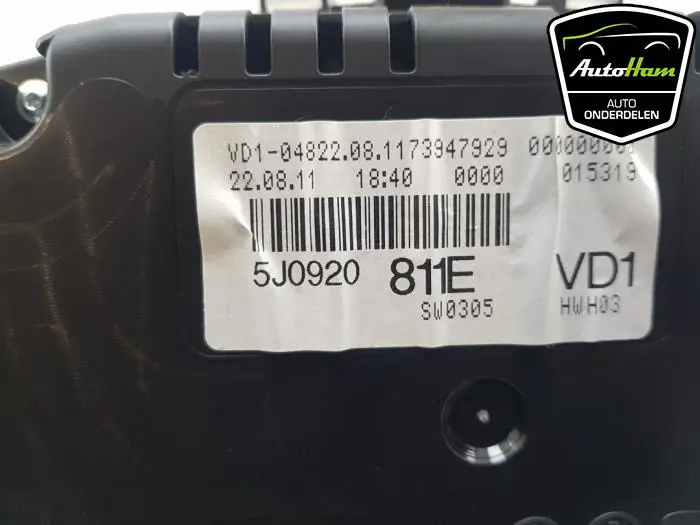 AutoHam
AUTO
ONDERDELEN
VD1-04822.08.1173947929
22.08.11 18:40 0000 015319
5J0920 811E VD1
SW0305 HWH03